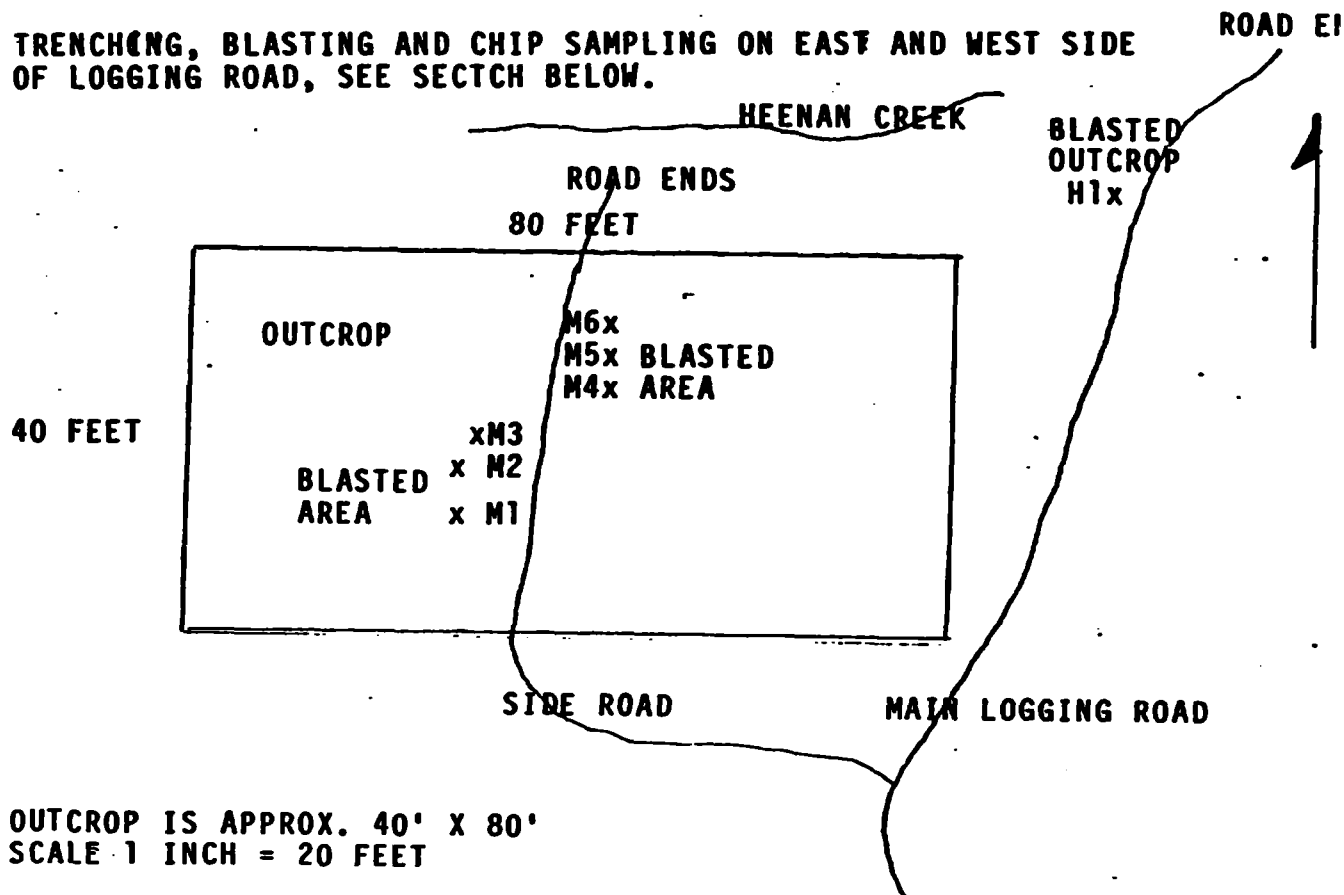 ROAD EI
TRENCHING, BLASTING AND CHIP SAMPLING ON EAST AND WEST SIDE
OF LOGGING ROAD, SEE SECTCH BELOW.
HEENAN CREEK
BLASTED
OUTCROP
H1x
ROAD ENDS
80 FEET
OUTCROP
M6x
M5x BLASTED
M4x AREA
40 FEET
xM3
x M2
x M1
BLASTED
AREA
SIDE ROAD
MAIN LOGGING ROAD
OUTCROP IS APPROX. 40' X 80'
SCALE 1 INCH = 20 FEET